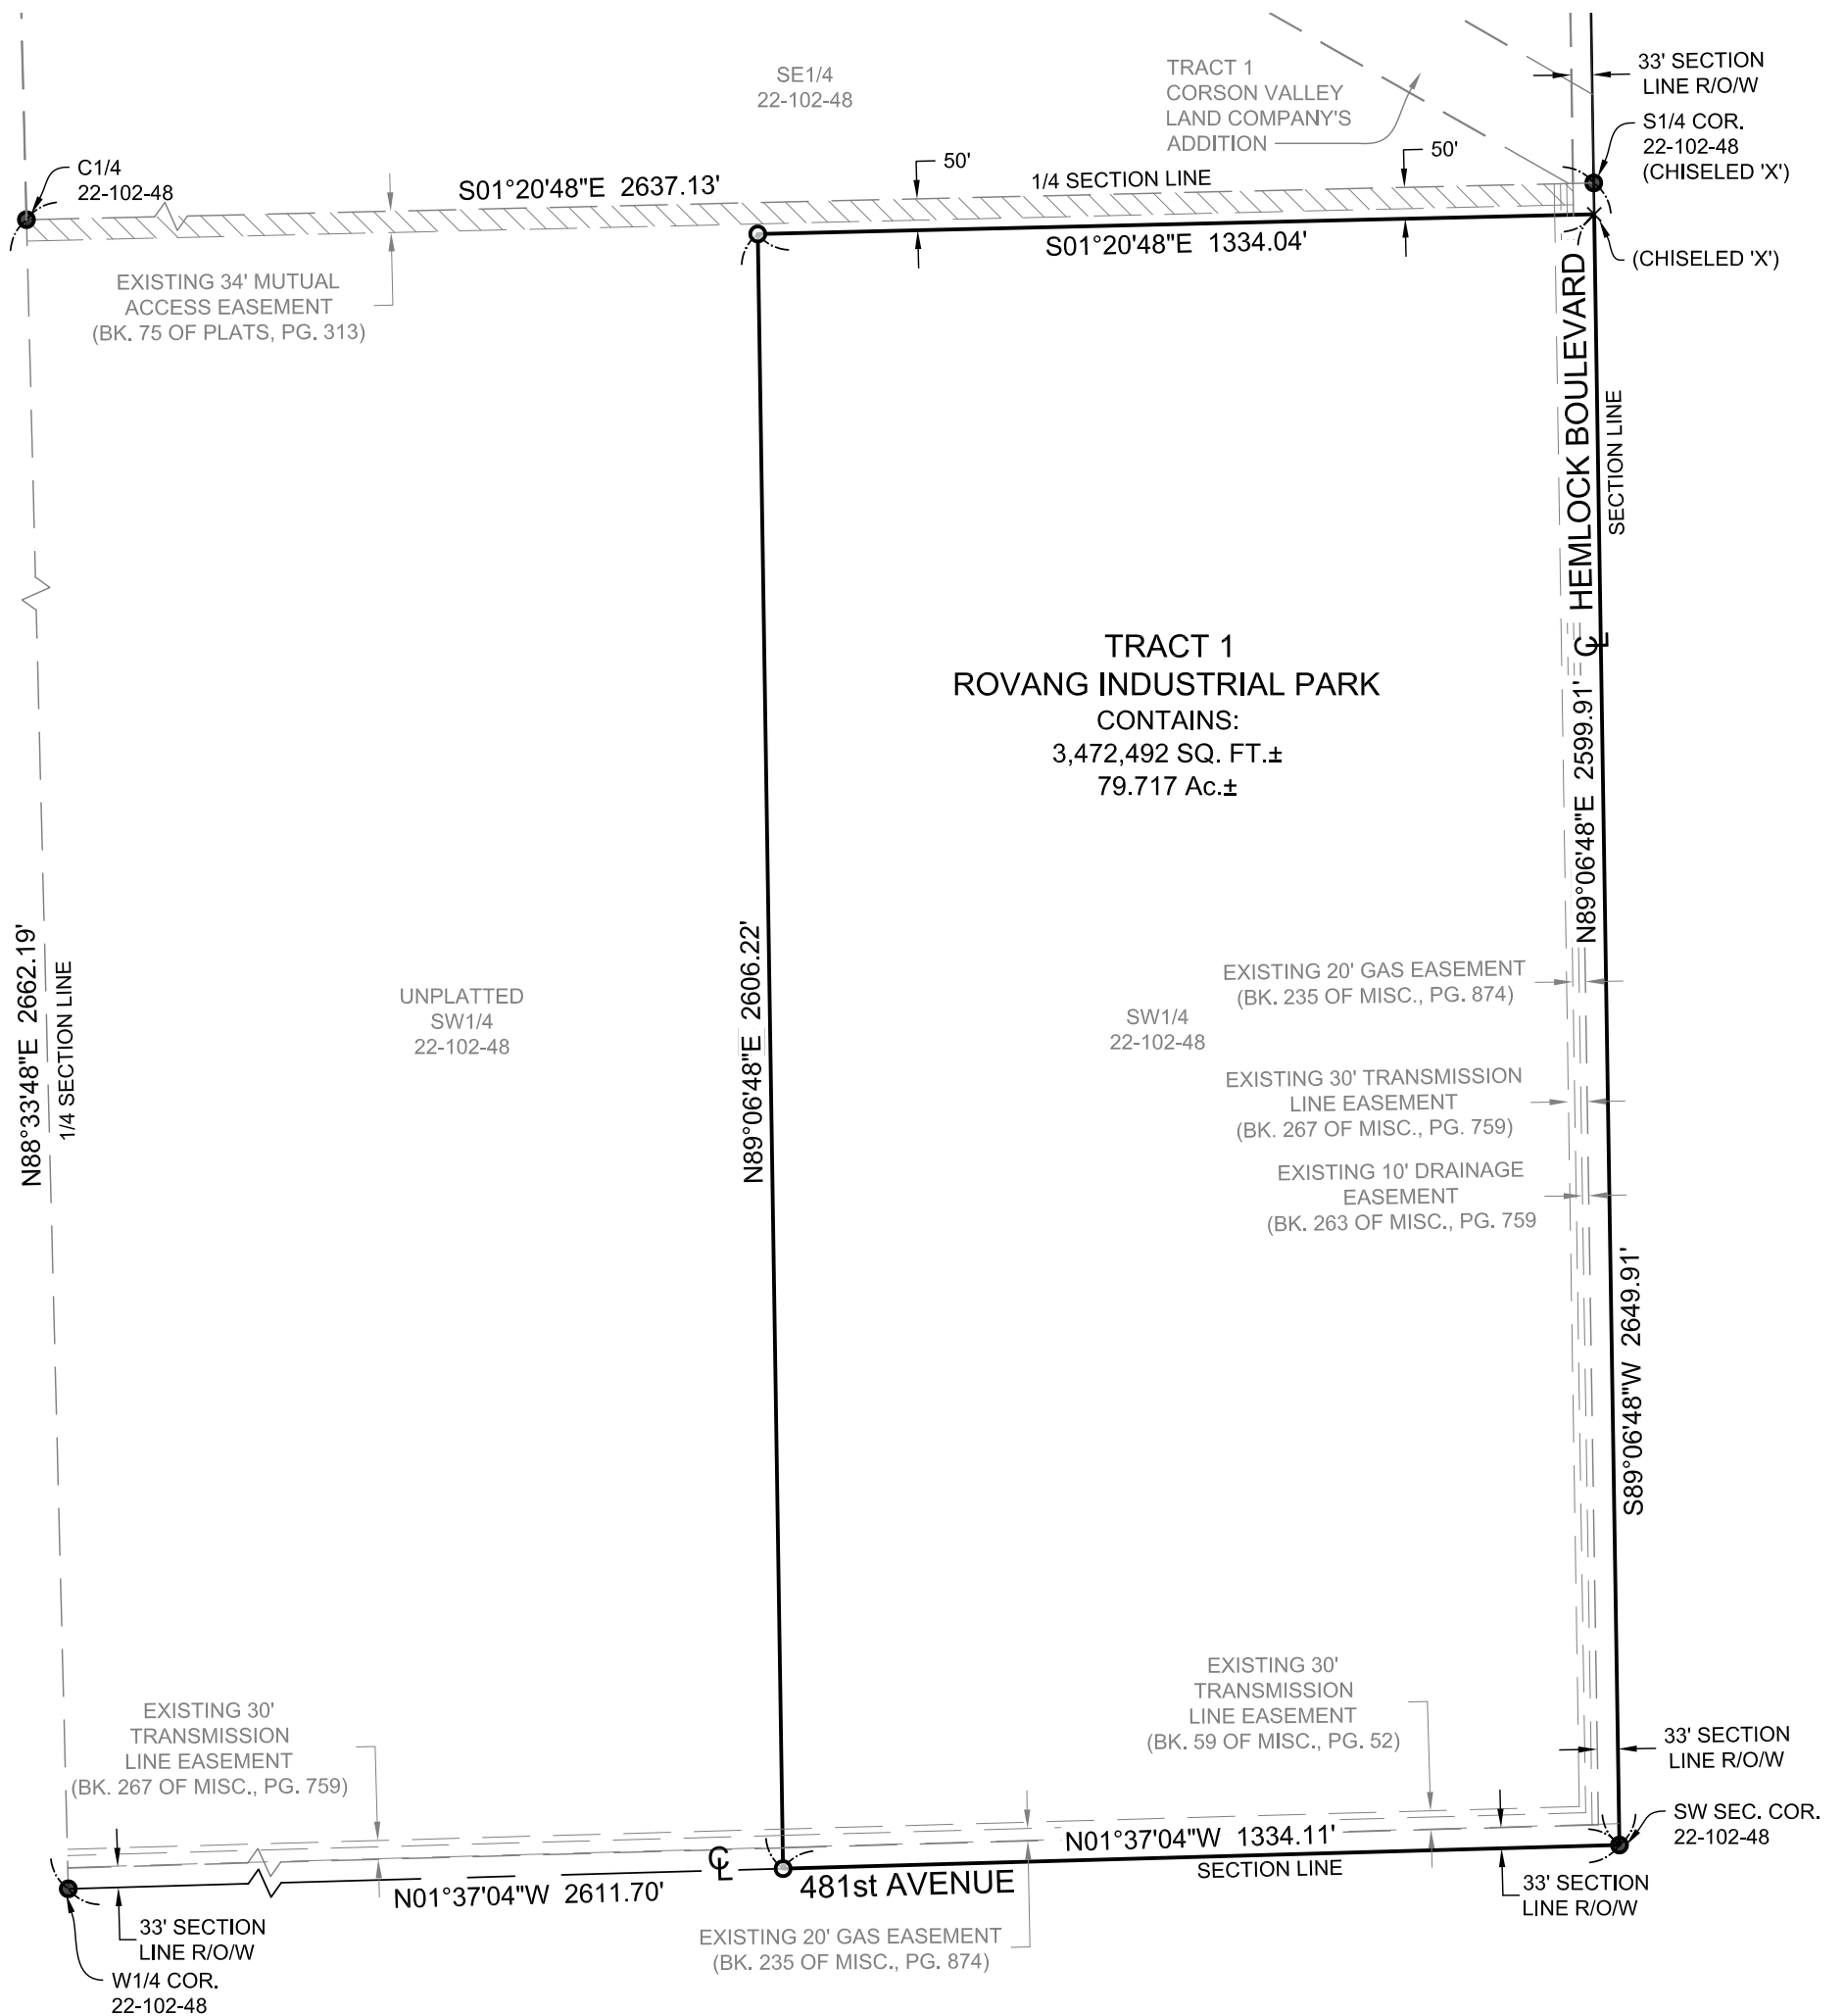 SE1/4
22-102-48
TRACT 1
CORSON VALLEY
LAND COMPANY'S
ADDITION
33' SECTION
LINE R/O/W
S1/4 COR.
22-102-48
(CHISELED 'X')
C1/4
22-102-48
S01°20'48"E 2637.13'
50'
1/4 SECTION LINE
50'
S01°20'48"E 1334.04'
(CHISELED 'X')
EXISTING 34' MUTUAL
ACCESS EASEMENT
(BK. 75 OF PLATS, PG. 313)
HEMLOCK BOULEVARD
SECTION LINE
CL
TRACT 1
ROVANG INDUSTRIAL PARK
CONTAINS:
3,472,492 SQ. FT.±
79.717 Ac.±
N89°06'48"E 2599.91'
N88°33'48"E 2662.19'
1/4 SECTION LINE
N89°06'48"E 2606.22'
UNPLATTED
SW1/4
22-102-48
SW1/4
22-102-48
EXISTING 20' GAS EASEMENT
(BK. 235 OF MISC., PG. 874)
EXISTING 30' TRANSMISSION
LINE EASEMENT
(BK. 267 OF MISC., PG. 759)
EXISTING 10' DRAINAGE
EASEMENT
(BK. 263 OF MISC., PG. 759
S89°06'48"W 2649.91'
EXISTING 30'
TRANSMISSION
LINE EASEMENT
(BK. 59 OF MISC., PG. 52)
EXISTING 30'
TRANSMISSION
LINE EASEMENT
(BK. 267 OF MISC., PG. 759)
33' SECTION
LINE R/O/W
SW SEC. COR.
22-102-48
N01°37'04"W 1334.11'
SECTION LINE
CL
481st AVENUE
N01°37'04"W 2611.70'
33' SECTION
LINE R/O/W
33' SECTION
LINE R/O/W
EXISTING 20' GAS EASEMENT
(BK. 235 OF MISC., PG. 874)
W1/4 COR.
22-102-48